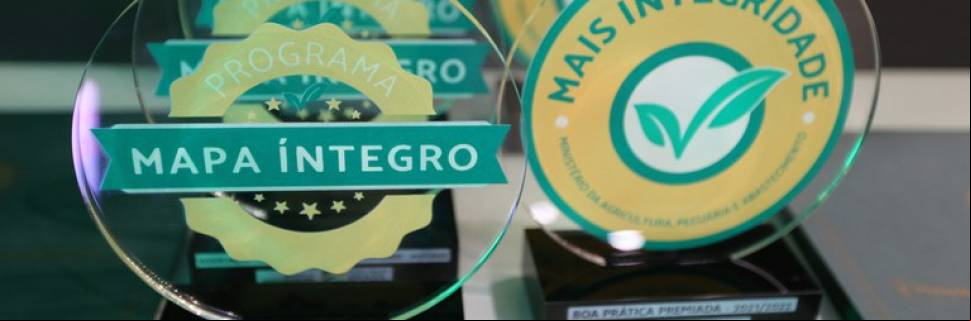 PROGRAMA
MAPA ÍNTEGRO
MAIS INTEGRIDADE
MINISTÉRIO DA AGRICULTURA, PECUÁRIA E ABASTECIMENTO
BOA PRÁTICA PREMIADA - 2021/2022